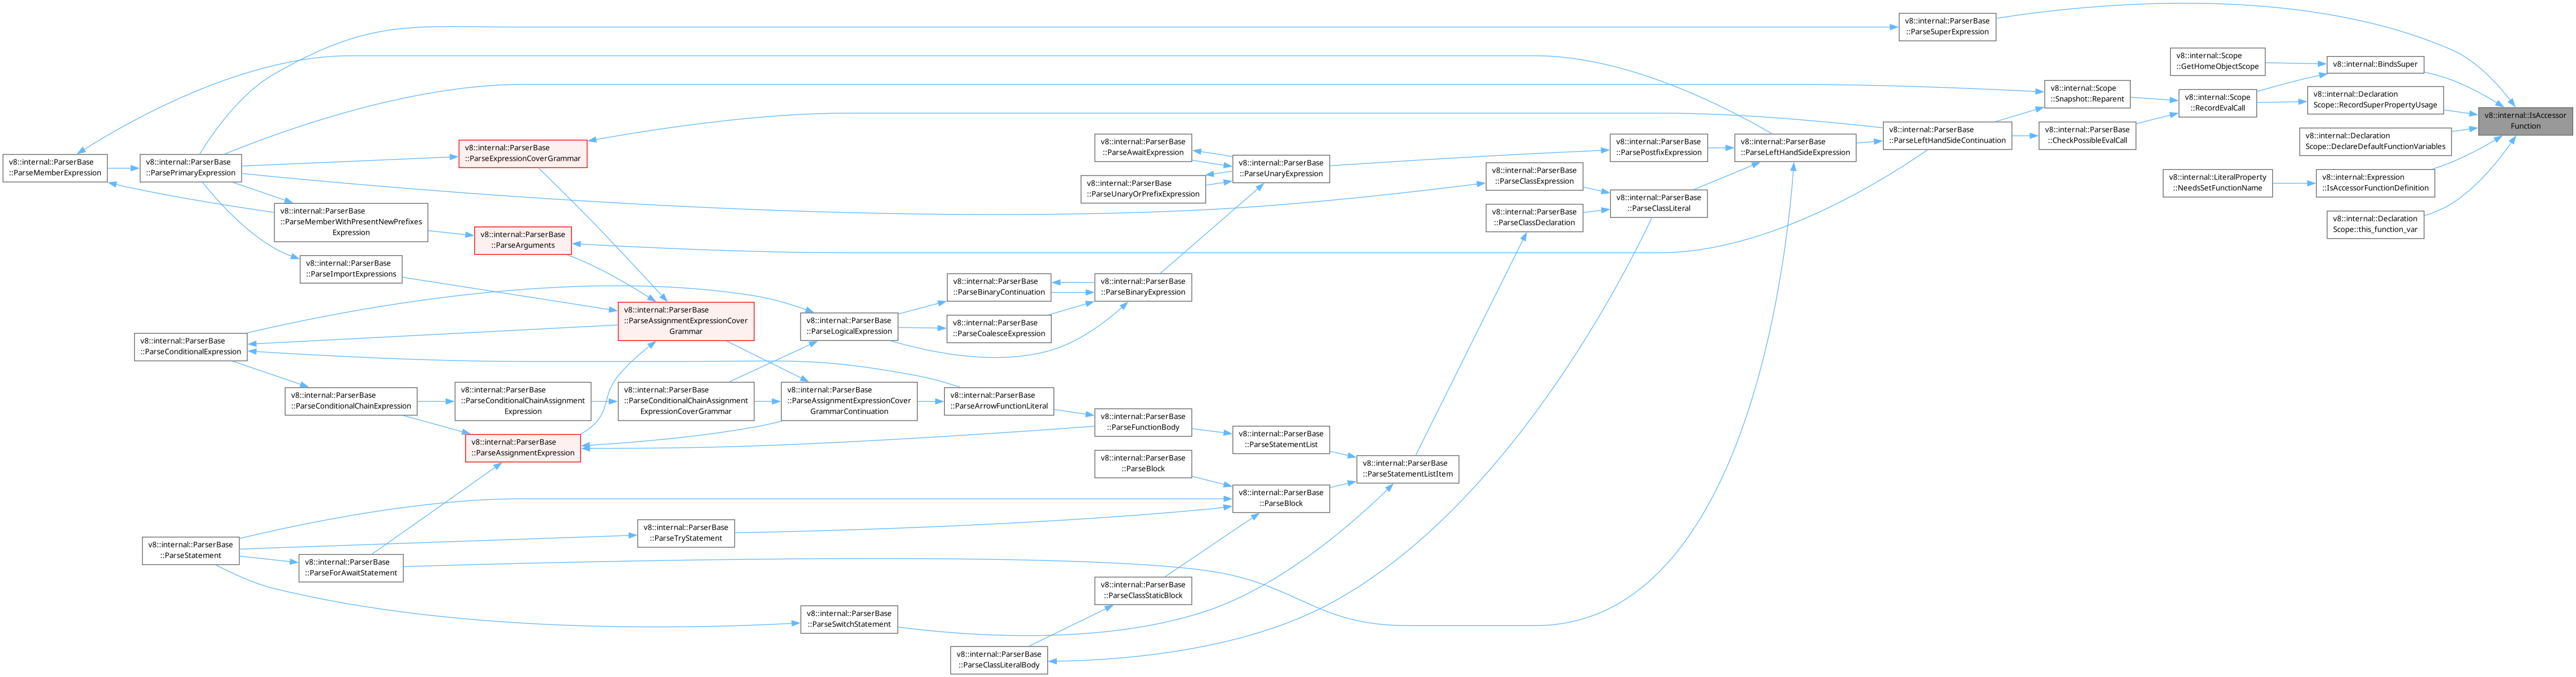 v8::internal::ParserBase
::ParseSuperExpression
v8::internal::Scope
::GetHomeObjectScope
v8::internal::BindsSuper
v8::internal::Scope
::Snapshot::Reparent
v8::internal::Scope
::RecordEvalCall
v8::internal::Declaration
Scope::RecordSuperPropertyUsage
v8::internal::IsAccessor
Function
v8::internal::ParserBase
::ParseLeftHandSideContinuation
v8::internal::ParserBase
::CheckPossibleEvalCall
v8::internal::Declaration
Scope::DeclareDefaultFunctionVariables
v8::internal::LiteralProperty
::NeedsSetFunctionName
v8::internal::Expression
::IsAccessorFunctionDefinition
v8::internal::Declaration
Scope::this_function_var
v8::internal::ParserBase
::ParseMemberExpression
v8::internal::ParserBase
::ParsePrimaryExpression
v8::internal::ParserBase
::ParseExpressionCoverGrammar
v8::internal::ParserBase
::ParseAwaitExpression
v8::internal::ParserBase
::ParseUnaryOrPrefixExpression
v8::internal::ParserBase
::ParseUnaryExpression
v8::internal::ParserBase
::ParsePostfixExpression
v8::internal::ParserBase
::ParseLeftHandSideExpression
v8::internal::ParserBase
::ParseClassExpression
v8::internal::ParserBase
::ParseClassLiteral
v8::internal::ParserBase
::ParseClassDeclaration
v8::internal::ParserBase
::ParseMemberWithPresentNewPrefixes
Expression
v8::internal::ParserBase
::ParseArguments
v8::internal::ParserBase
::ParseImportExpressions
v8::internal::ParserBase
::ParseAssignmentExpressionCover
Grammar
v8::internal::ParserBase
::ParseLogicalExpression
v8::internal::ParserBase
::ParseBinaryContinuation
v8::internal::ParserBase
::ParseBinaryExpression
v8::internal::ParserBase
::ParseCoalesceExpression
v8::internal::ParserBase
::ParseConditionalExpression
v8::internal::ParserBase
::ParseConditionalChainExpression
v8::internal::ParserBase
::ParseConditionalChainAssignment
Expression
v8::internal::ParserBase
::ParseConditionalChainAssignment
ExpressionCoverGrammar
v8::internal::ParserBase
::ParseAssignmentExpressionCover
GrammarContinuation
v8::internal::ParserBase
::ParseArrowFunctionLiteral
v8::internal::ParserBase
::ParseFunctionBody
v8::internal::ParserBase
::ParseStatementList
v8::internal::ParserBase
::ParseAssignmentExpression
v8::internal::ParserBase
::ParseBlock
v8::internal::ParserBase
::ParseStatementListItem
v8::internal::ParserBase
::ParseBlock
v8::internal::ParserBase
::ParseTryStatement
v8::internal::ParserBase
::ParseStatement
v8::internal::ParserBase
::ParseForAwaitStatement
v8::internal::ParserBase
::ParseClassStaticBlock
v8::internal::ParserBase
::ParseSwitchStatement
v8::internal::ParserBase
::ParseClassLiteralBody